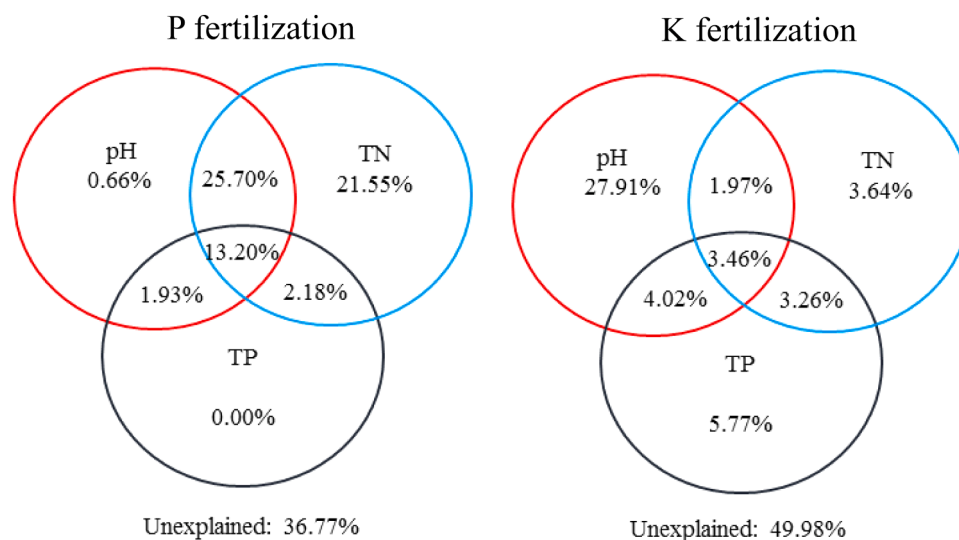 P fertilization
pH
0.66%
25.70%
TN
21.55%
13.20%
1.93%
2.18%
TP
0.00%
Unexplained: 36.77%
K fertilization
pH
27.91%
1.97%
TN
3.64%
3.46%
4.02%
3.26%
TP
5.77%
Unexplained: 49.98%